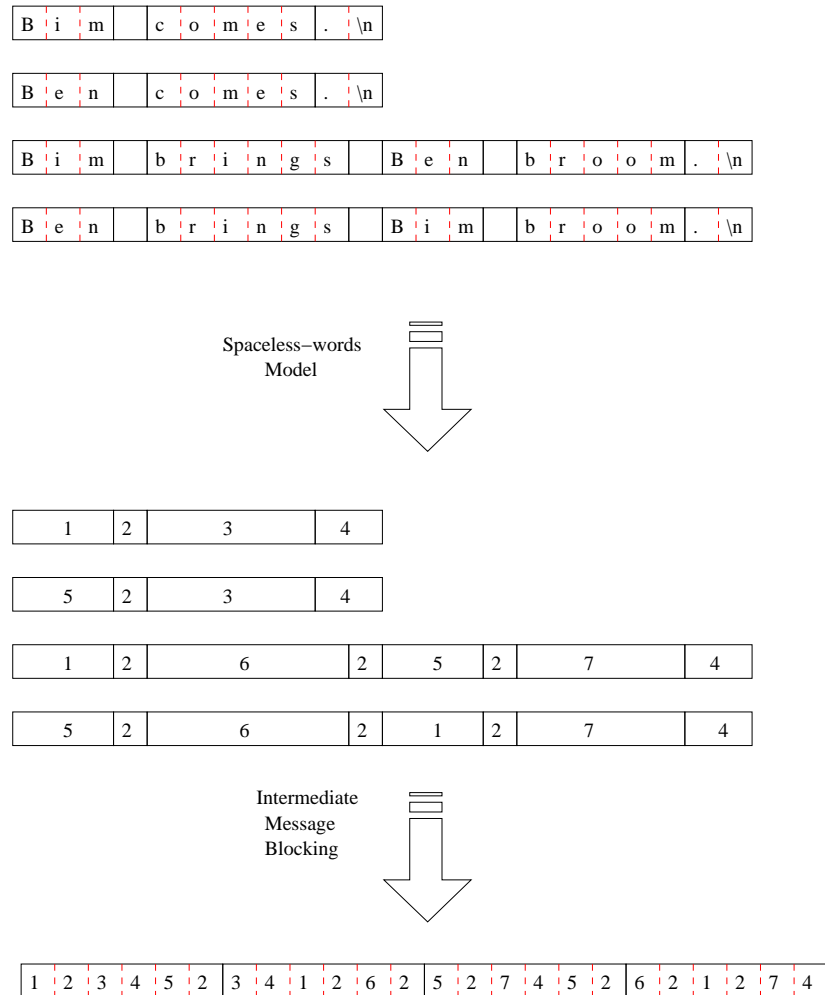 B i m c o m e s . \n
B e n c o m e s . \n
B i m b r i n g s B e n b r o o m . \n
B e n b r i n g s B i m b r o o m . \n
Spaceless−words
Model
1 2 3 4
5 2 3 4
1 2 6 2 5 2 7 4
5 2 6 2 1 2 7 4
Intermediate
Message
Blocking
1 2 3 4 5 2 3 4 1 2 6 2 5 2 7 4 5 2 6 2 1 2 7 4